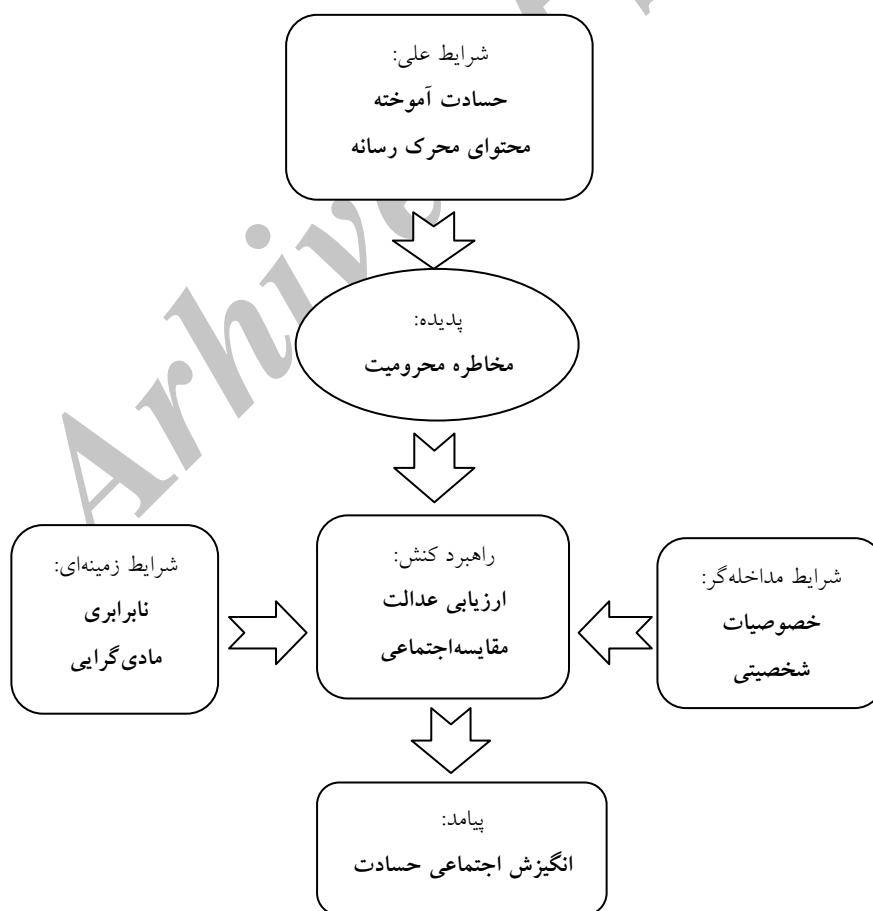 شرایط علی:
حسادت آموخته
محتوای محرک رسانه
پدیده:
مخاطره محرومیت
شرایط مداخله‌گر:
خصوصیات
شخصیتی
راهبرد کنش:
ارزیابی عدالت
مقایسه‌اجتماعی
شرایط زمینه‌ای:
نابرابری
مادی‌گرایی
پیامد:
انگیزش اجتماعی حسادت
Arhive